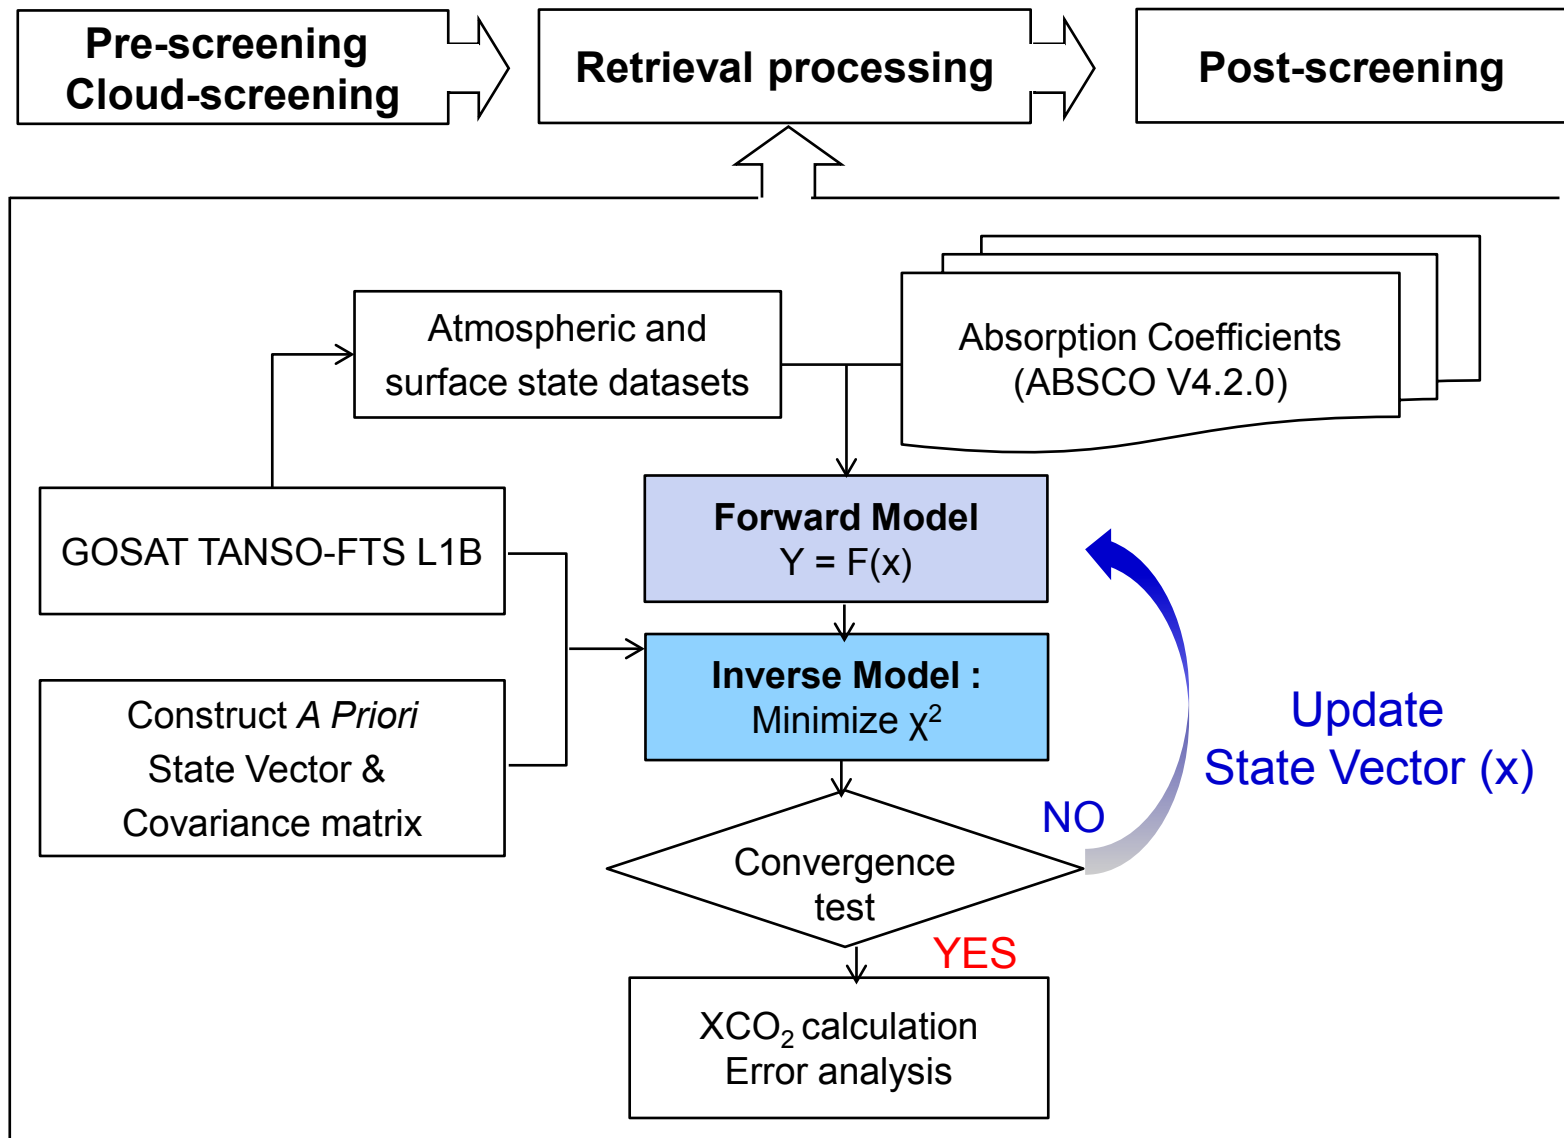 Pre-screening
Cloud-screening
Retrieval processing
Post-screening
Atmospheric and
surface state datasets
Absorption Coefficients
(ABSCO V4.2.0)
GOSAT TANSO-FTS L1B
Forward Model
Y = F(x)
Construct A Priori
State Vector &
Covariance matrix
Inverse Model :
Minimize χ²
Update
State Vector (x)
NO
Convergence
test
YES
XCO₂ calculation
Error analysis